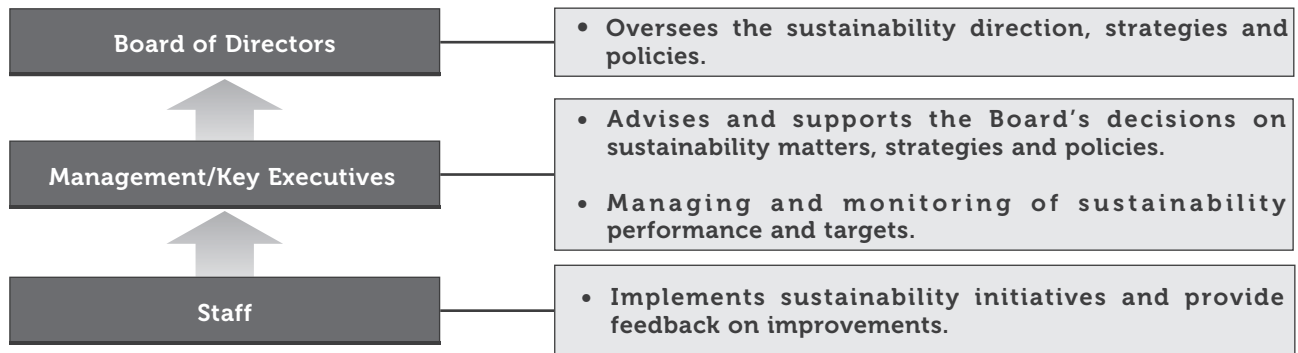 Board of Directors
• Oversees the sustainability direction, strategies and
policies.
Management/Key Executives
• Advises and supports the Board’s decisions on
sustainability matters, strategies and policies.
• Managing and monitoring of sustainability
performance and targets.
Staff
• Implements sustainability initiatives and provide
feedback on improvements.